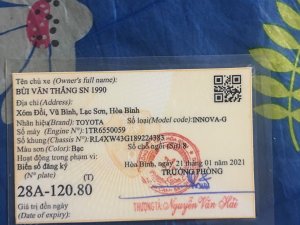 Tên chủ xe (Owner's full name):
BÙI VĂN THẮNG SN 1990
Địa chỉ (Address):
Xóm Đồi, Vũ Bình, Lạc Sơn, Hòa Bình
Nhãn hiệu(Brand): TOYOTA Số loại(Model code):INNOVA-G
Số máy (Engine N°): 1TR6550059
Số khung (Chassis N°): RL4XW43G189224383
Màu sơn(Color): Bạc Số chỗ ngồi (Sit):8
Hoạt động trong phạm vi:
Biển số đăng ký Hòa Bình, ngày 21 tháng 01 năm 2021
(T) TRƯỞNG PHÒNG
28A-120.80
Giá trị đến ngày
(Date of expiry): THƯỢNG TÁ: Nguyễn Văn Hải